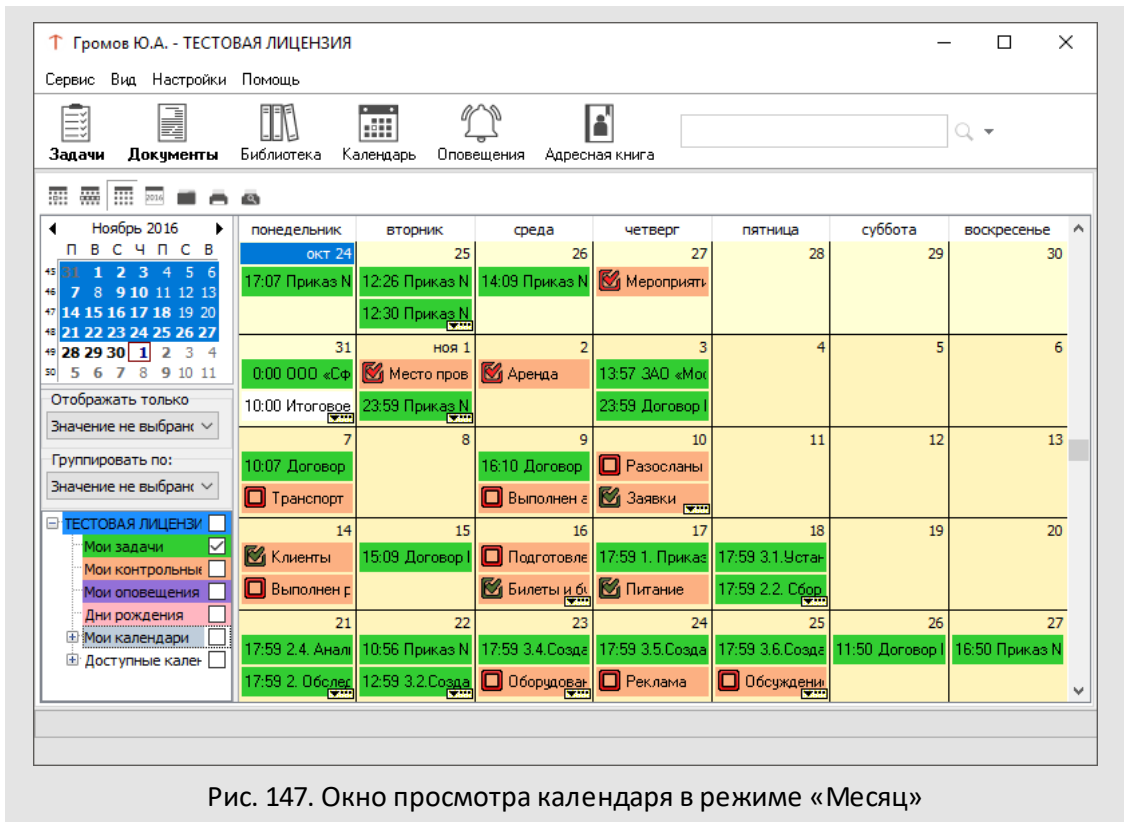 Громов Ю.А. - ТЕСТОВАЯ ЛИЦЕНЗИЯ
Сервис Вид Настройки Помощь
Задачи Документы Библиотека Календарь Оповещения Адресная книга
2016
Ноябрь 2016
П В С Ч П С В
45 31 1 2 3 4 5 6
46 7 8 9 10 11 12 13
47 14 15 16 17 18 19 20
48 21 22 23 24 25 26 27
49 28 29 30 1 2 3 4
50 5 6 7 8 9 10 11
Отображать только
Значение не выбранс
Группировать по:
Значение не выбранс
ТЕСТОВАЯ ЛИЦЕНЗИ
Мои задачи
Мои контрольные
Мои оповещения
Дни рождения
Мои календари
Доступные кален
понедельник вторник среда четверг пятница суббота воскресенье
окт 24 25 26 27 28 29 30
17:07 Приказ N 12:26 Приказ N 14:09 Приказ N Мероприяти
12:30 Приказ N
31 ноя 1 2 3 4 5 6
0:00 ООО «Сф Место пров Аренда 13:57 ЗАО «Мос
10:00 Итоговое 23:59 Приказ N 23:59 Договор
7 8 9 10 11 12 13
10:07 Договор 16:10 Договор Разосланы
Транспорт Выполнен а Заявки
14 15 16 17 18 19 20
Клиенты 15:09 Договор Подготовле 17:59 1. Приказ 17:59 3.1.Устан
Выполнен р Билеты и бу Питание 17:59 2.2. Сбор
21 22 23 24 25 26 27
17:59 2.4. Анали 10:56 Приказ N 17:59 3.4.Созда 17:59 3.5.Созда 17:59 3.6.Созда 11:50 Договор 16:50 Приказ N
17:59 2. Обслед 12:59 3.2.Созда Оборудован Реклама Обсуждени
Рис. 147. Окно просмотра календаря в режиме «Месяц»